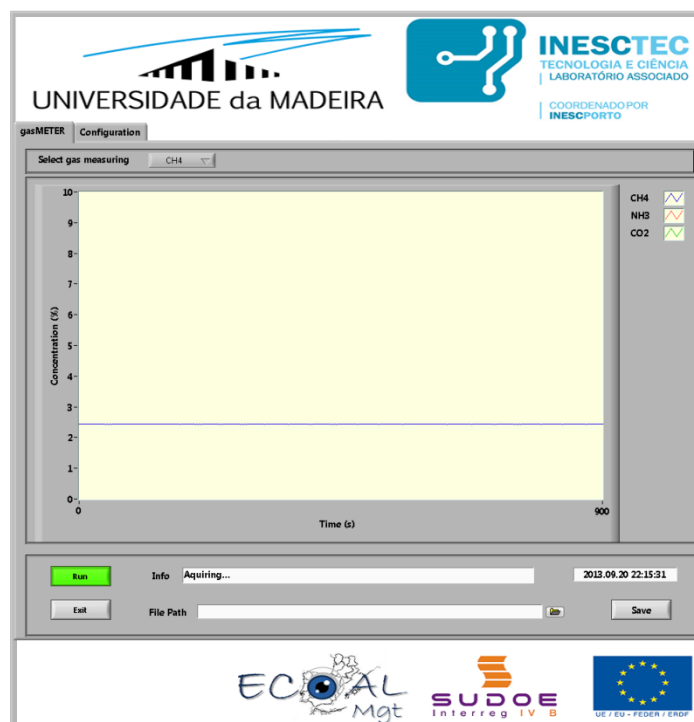 UNIVERSIDADE da MADEIRA
INESCTEC
TECNOLOGIA E CIÊNCIA
LABORATÓRIO ASSOCIADO
COORDENADO POR
INESCPORTO
gasMETER
Configuration
Select gas measuring
CH4
10
9
8
7
6
5
4
3
2
1
0
Concentration (%)
0
900
Time (s)
CH4
NH3
CO2
Run
Info
Aquiring...
2013.09.20 22:15:31
Exit
File Path
Save
ECOAL
Mgt
SUDOE
Interreg IV B
UE / EU - FEDER / ERDF